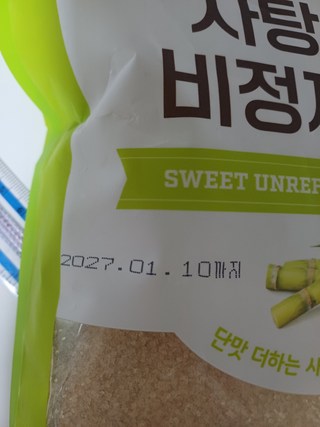 사탕
비정제
SWEET UNREF
2027.01.10까지
단맛 더하는 사